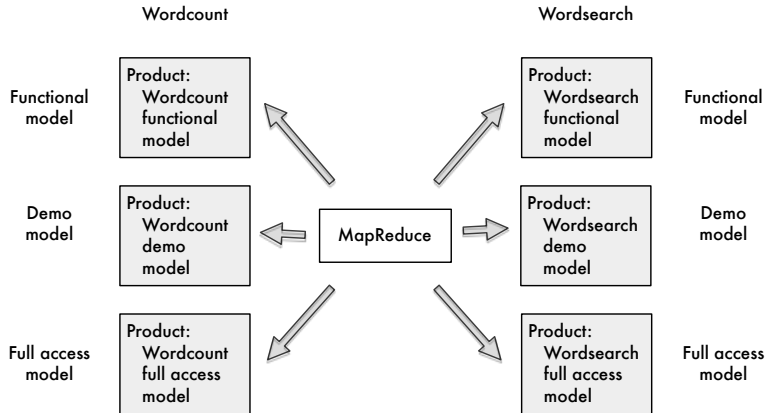 Wordcount
Wordsearch
Functional
model
Product:
Wordcount
functional
model
Product:
Wordsearch
functional
model
Functional
model
Demo
model
Product:
Wordcount
demo
model
MapReduce
Product:
Wordsearch
demo
model
Demo
model
Full access
model
Product:
Wordcount
full access
model
Product:
Wordsearch
full access
model
Full access
model